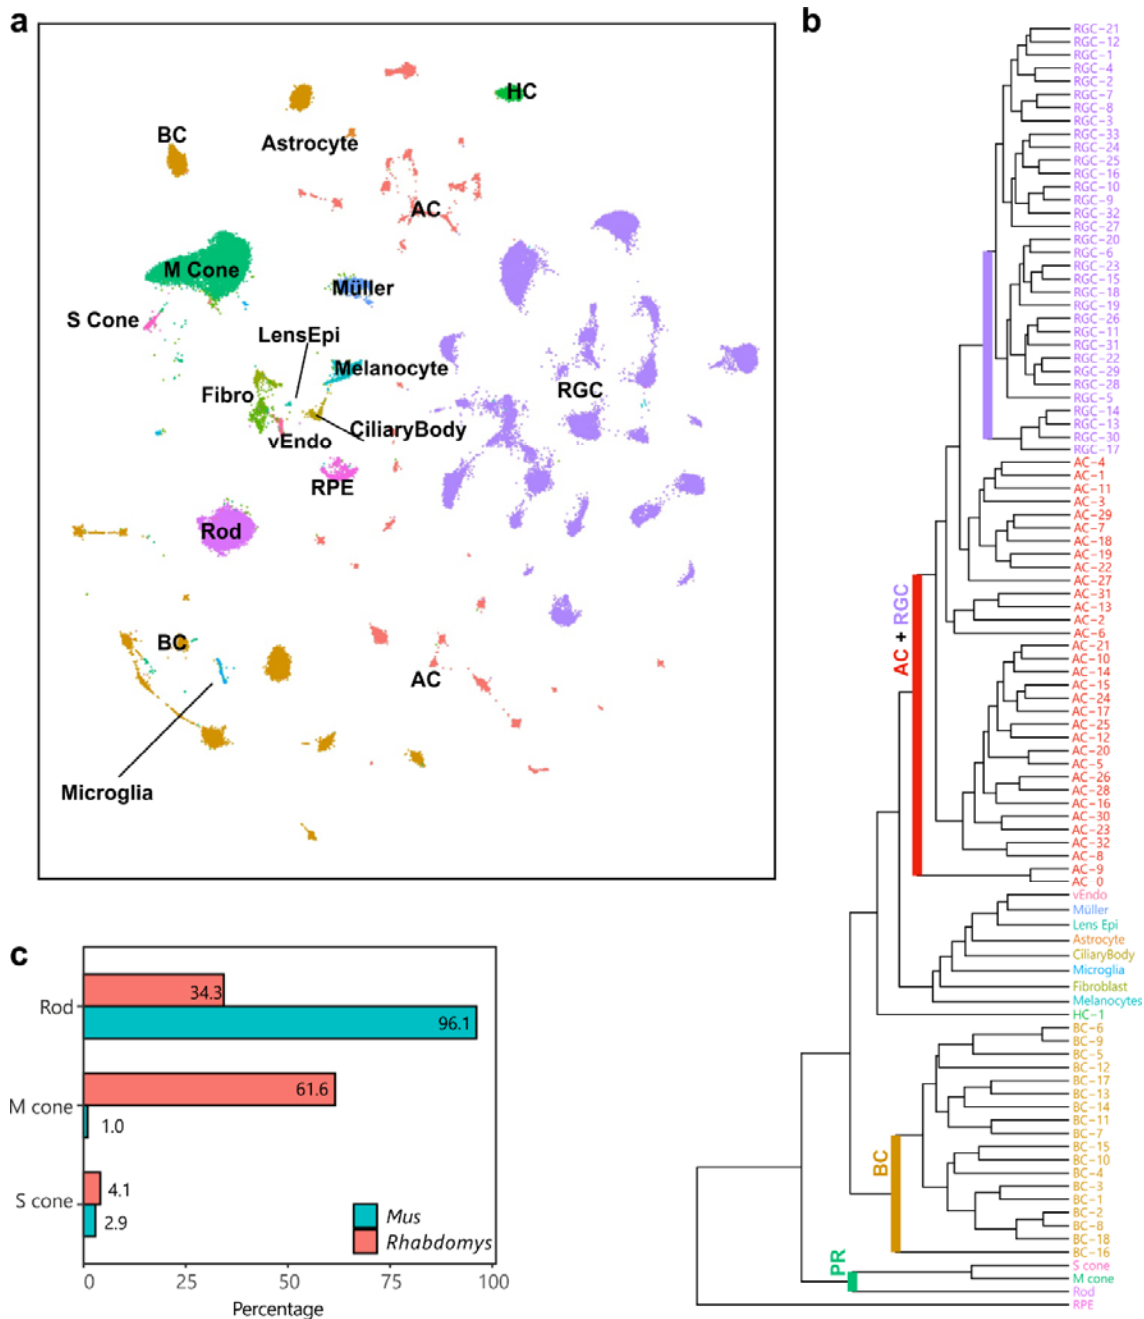 a
HC
BC
Astrocyte
AC
M Cone
Müller
S Cone
LensEpi
Melanocyte
Fibro
RGC
CiliaryBody
vEndo
RPE
Rod
BC
AC
Microglia
b
RGC-21
RGC-12
RGC-1
RGC-4
RGC-2
RGC-7
RGC-8
RGC-3
RGC-33
RGC-24
RGC-25
RGC-16
RGC-10
RGC-9
RGC-32
RGC-27
RGC-20
RGC-6
RGC-23
RGC-15
RGC-18
RGC-19
RGC-26
RGC-11
RGC-31
RGC-22
RGC-29
RGC-28
RGC-5
RGC-14
RGC-13
RGC-30
RGC-17
AC-4
AC-1
AC-11
AC-3
AC-29
AC-7
AC-18
AC-19
AC-22
AC-27
AC-31
AC-13
AC-2
AC-6
AC-21
AC-10
AC-14
AC-15
AC-24
AC-17
AC-25
AC-12
AC-20
AC-5
AC-26
AC-28
AC-16
AC-30
AC-23
AC-32
AC-8
AC-9
AC 0
vEndo
Müller
Lens Epi
Astrocyte
CiliaryBody
Microglia
Fibroblast
Melanocytes
HC-1
BC-6
BC-9
BC-5
BC-12
BC-17
BC-13
BC-14
BC-11
BC-7
BC-15
BC-10
BC-4
BC-3
BC-1
BC-2
BC-8
BC-18
BC-16
S cone
M cone
Rod
RPE
AC + RGC
BC
PR
c
Rod
34.3
96.1
M cone
61.6
1.0
S cone
4.1
2.9
Mus
Rhabdomys
0 25 50 75 100
Percentage